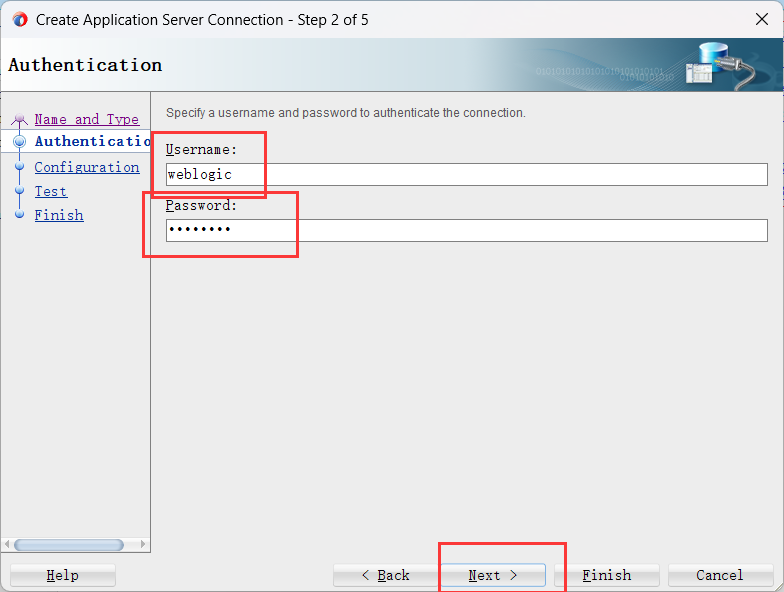 Create Application Server Connection - Step 2 of 5
Authentication
Name and Type
Authenticatio
Configuration
Test
Finish
Specify a username and password to authenticate the connection.
Username:
weblogic
Password:
••••••••
Help
< Back
Next >
Finish
Cancel